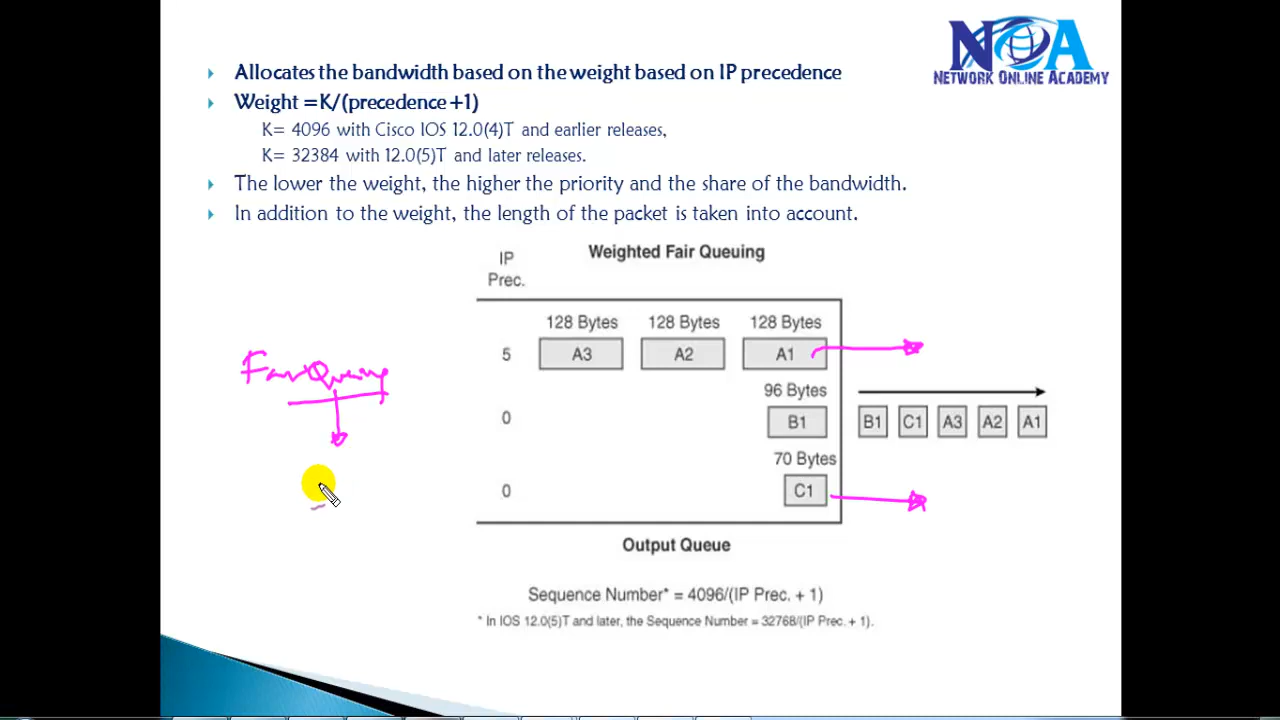 NOA
NETWORK ONLINE ACADEMY
Allocates the bandwidth based on the weight based on IP precedence
Weight =K/(precedence +1)
K= 4096 with Cisco IOS 12.0(4)T and earlier releases,
K= 32384 with 12.0(5)T and later releases.
The lower the weight, the higher the priority and the share of the bandwidth.
In addition to the weight, the length of the packet is taken into account.
IP
Prec.
Weighted Fair Queuing
128 Bytes 128 Bytes 128 Bytes
5 A3 A2 A1
96 Bytes
0 B1
70 Bytes
0 C1
B1 C1 A3 A2 A1
Output Queue
Sequence Number* = 4096/(IP Prec. + 1)
* In IOS 12.0(5)T and later, the Sequence Number = 32768/(IP Prec. + 1).
Fair